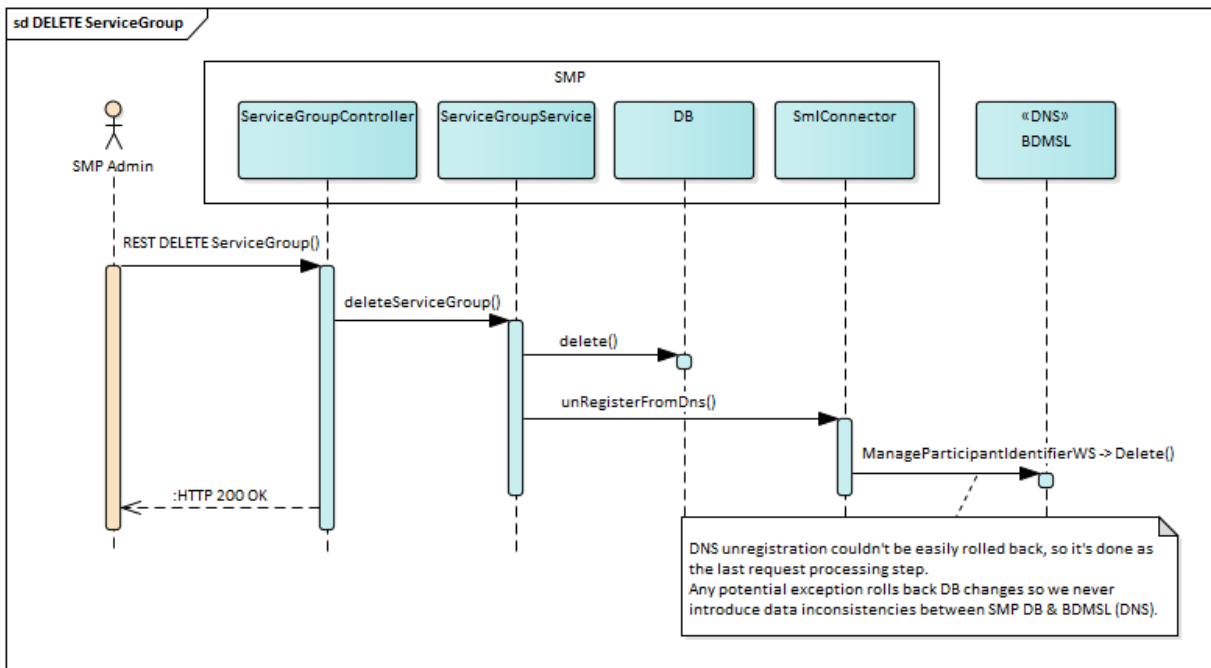 sd DELETE ServiceGroup
SMP
SMP Admin
ServiceGroupController
ServiceGroupService
DB
SmlConnector
«DNS»
BDMSL
REST DELETE ServiceGroup()
deleteServiceGroup()
delete()
unRegisterFromDns()
ManageParticipantIdentifierWS -> Delete()
:HTTP 200 OK
DNS unregistration couldn't be easily rolled back, so it's done as
the last request processing step.
Any potential exception rolls back DB changes so we never
introduce data inconsistencies between SMP DB & BDMSL (DNS).